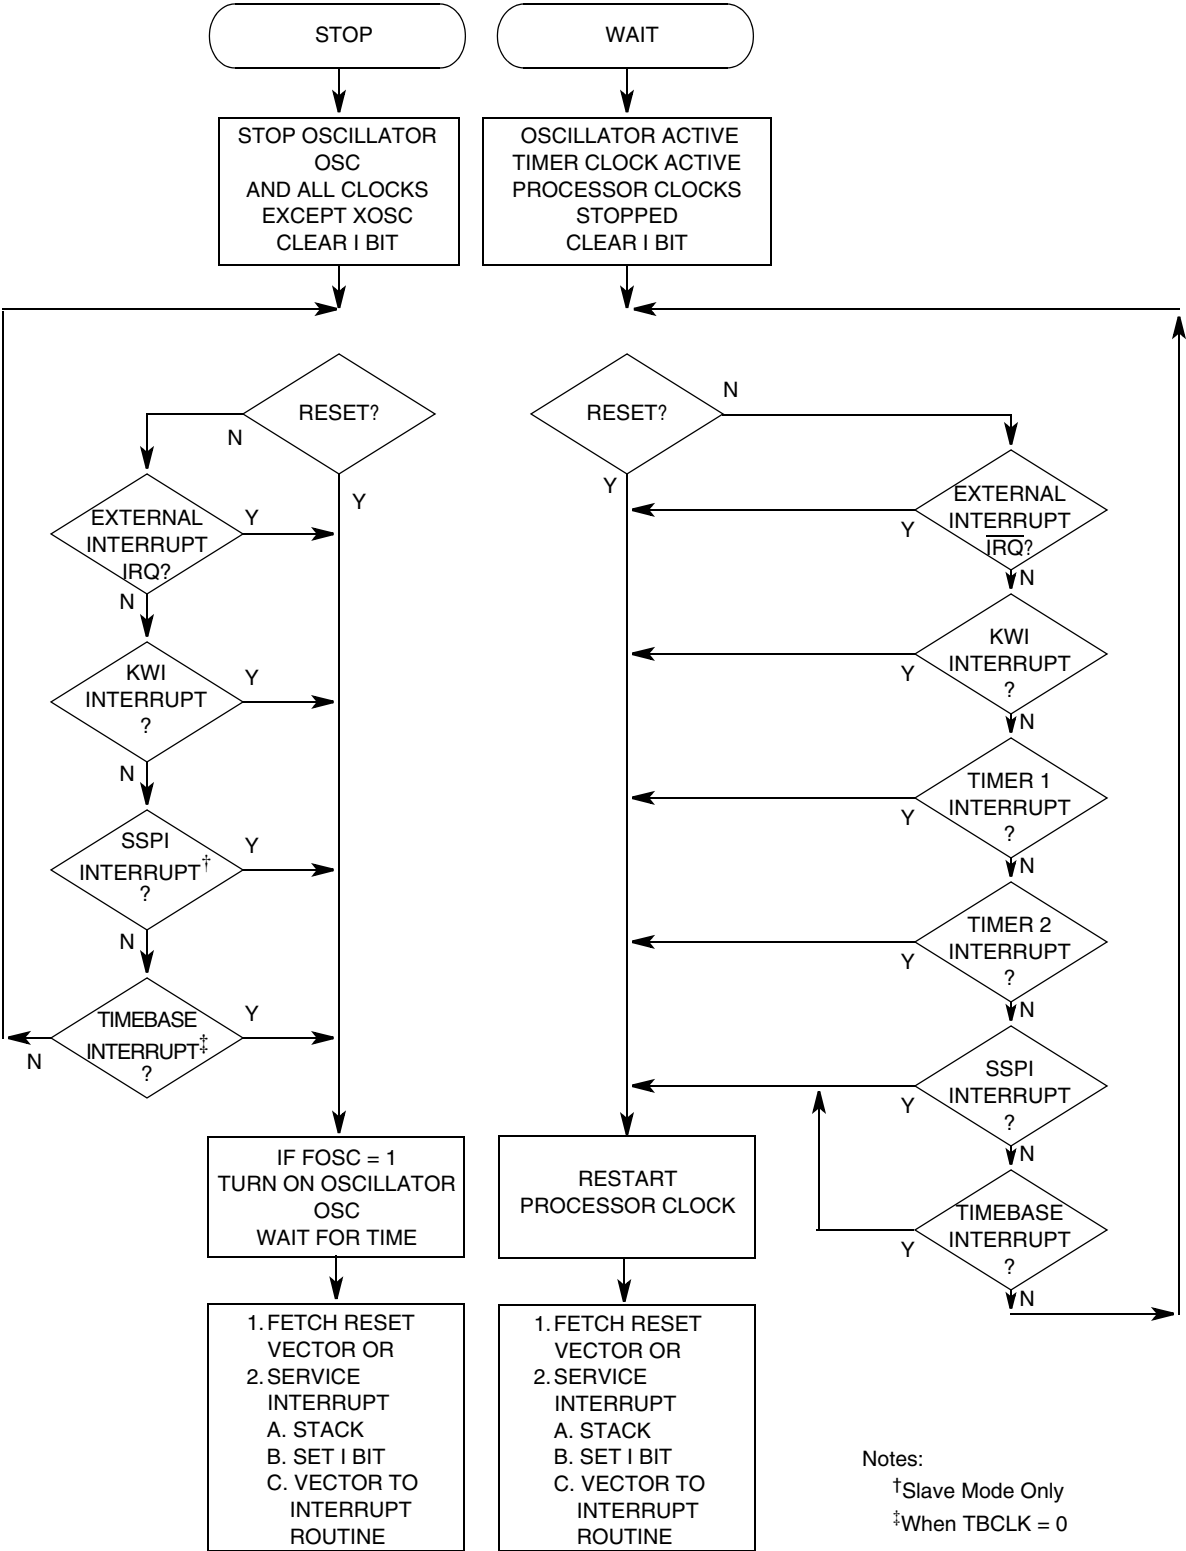 STOP
STOP OSCILLATOR
OSC
AND ALL CLOCKS
EXCEPT XOSC
CLEAR I BIT
RESET?
N
Y
EXTERNAL
INTERRUPT
IRQ?
Y
N
KWI
INTERRUPT
?
Y
N
SSPI
INTERRUPT†
?
Y
N
TIMEBASE
INTERRUPT‡
?
Y
N
IF FOSC = 1
TURN ON OSCILLATOR
OSC
WAIT FOR TIME
1. FETCH RESET
VECTOR OR
2. SERVICE
INTERRUPT
A. STACK
B. SET I BIT
C. VECTOR TO
INTERRUPT
ROUTINE
WAIT
OSCILLATOR ACTIVE
TIMER CLOCK ACTIVE
PROCESSOR CLOCKS
STOPPED
CLEAR I BIT
RESET?
N
Y
EXTERNAL
INTERRUPT
I̅R̅Q̅?
Y
N
KWI
INTERRUPT
?
Y
N
TIMER 1
INTERRUPT
?
Y
N
TIMER 2
INTERRUPT
?
Y
N
SSPI
INTERRUPT
?
Y
N
TIMEBASE
INTERRUPT
?
Y
N
RESTART
PROCESSOR CLOCK
1. FETCH RESET
VECTOR OR
2. SERVICE
INTERRUPT
A. STACK
B. SET I BIT
C. VECTOR TO
INTERRUPT
ROUTINE
Notes:
†Slave Mode Only
‡When TBCLK = 0